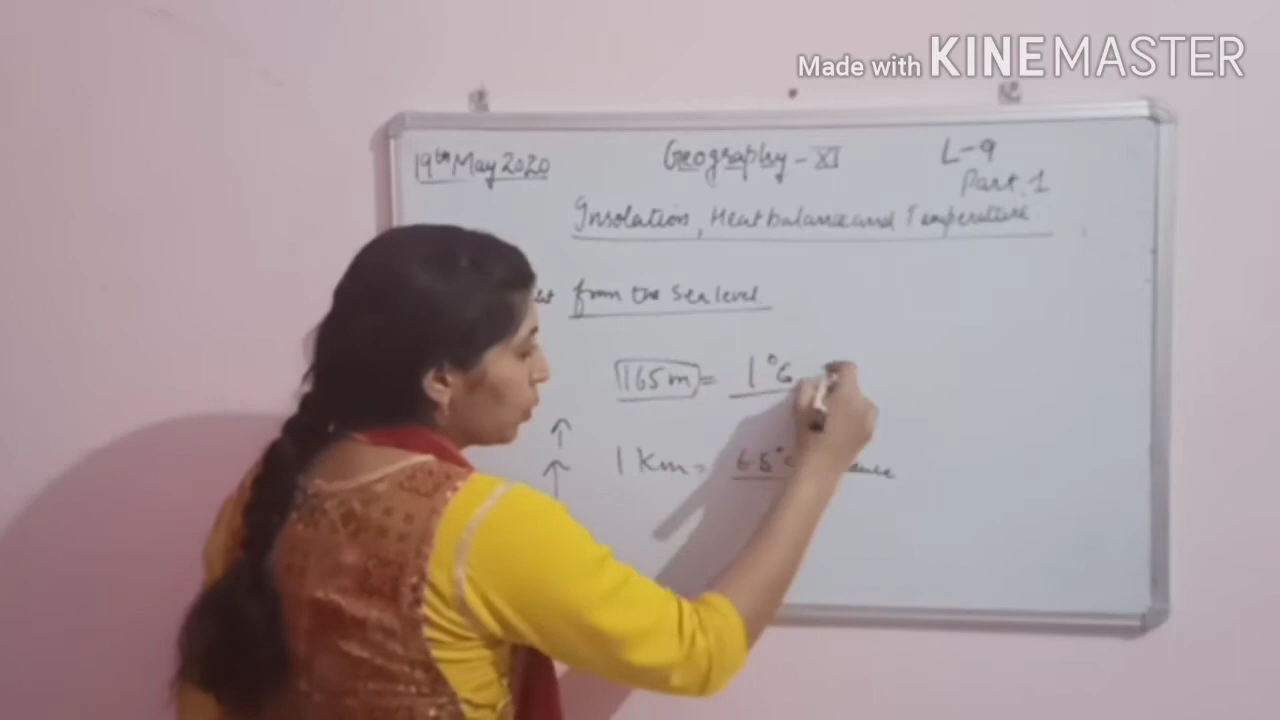 Made with KINEMASTER
19th May 2020 Geography - XI L-9
Part. 1
Insolation, Heat balance and Temperature
from the Sea level
165m = 1°C
1 Km = 6.5°C